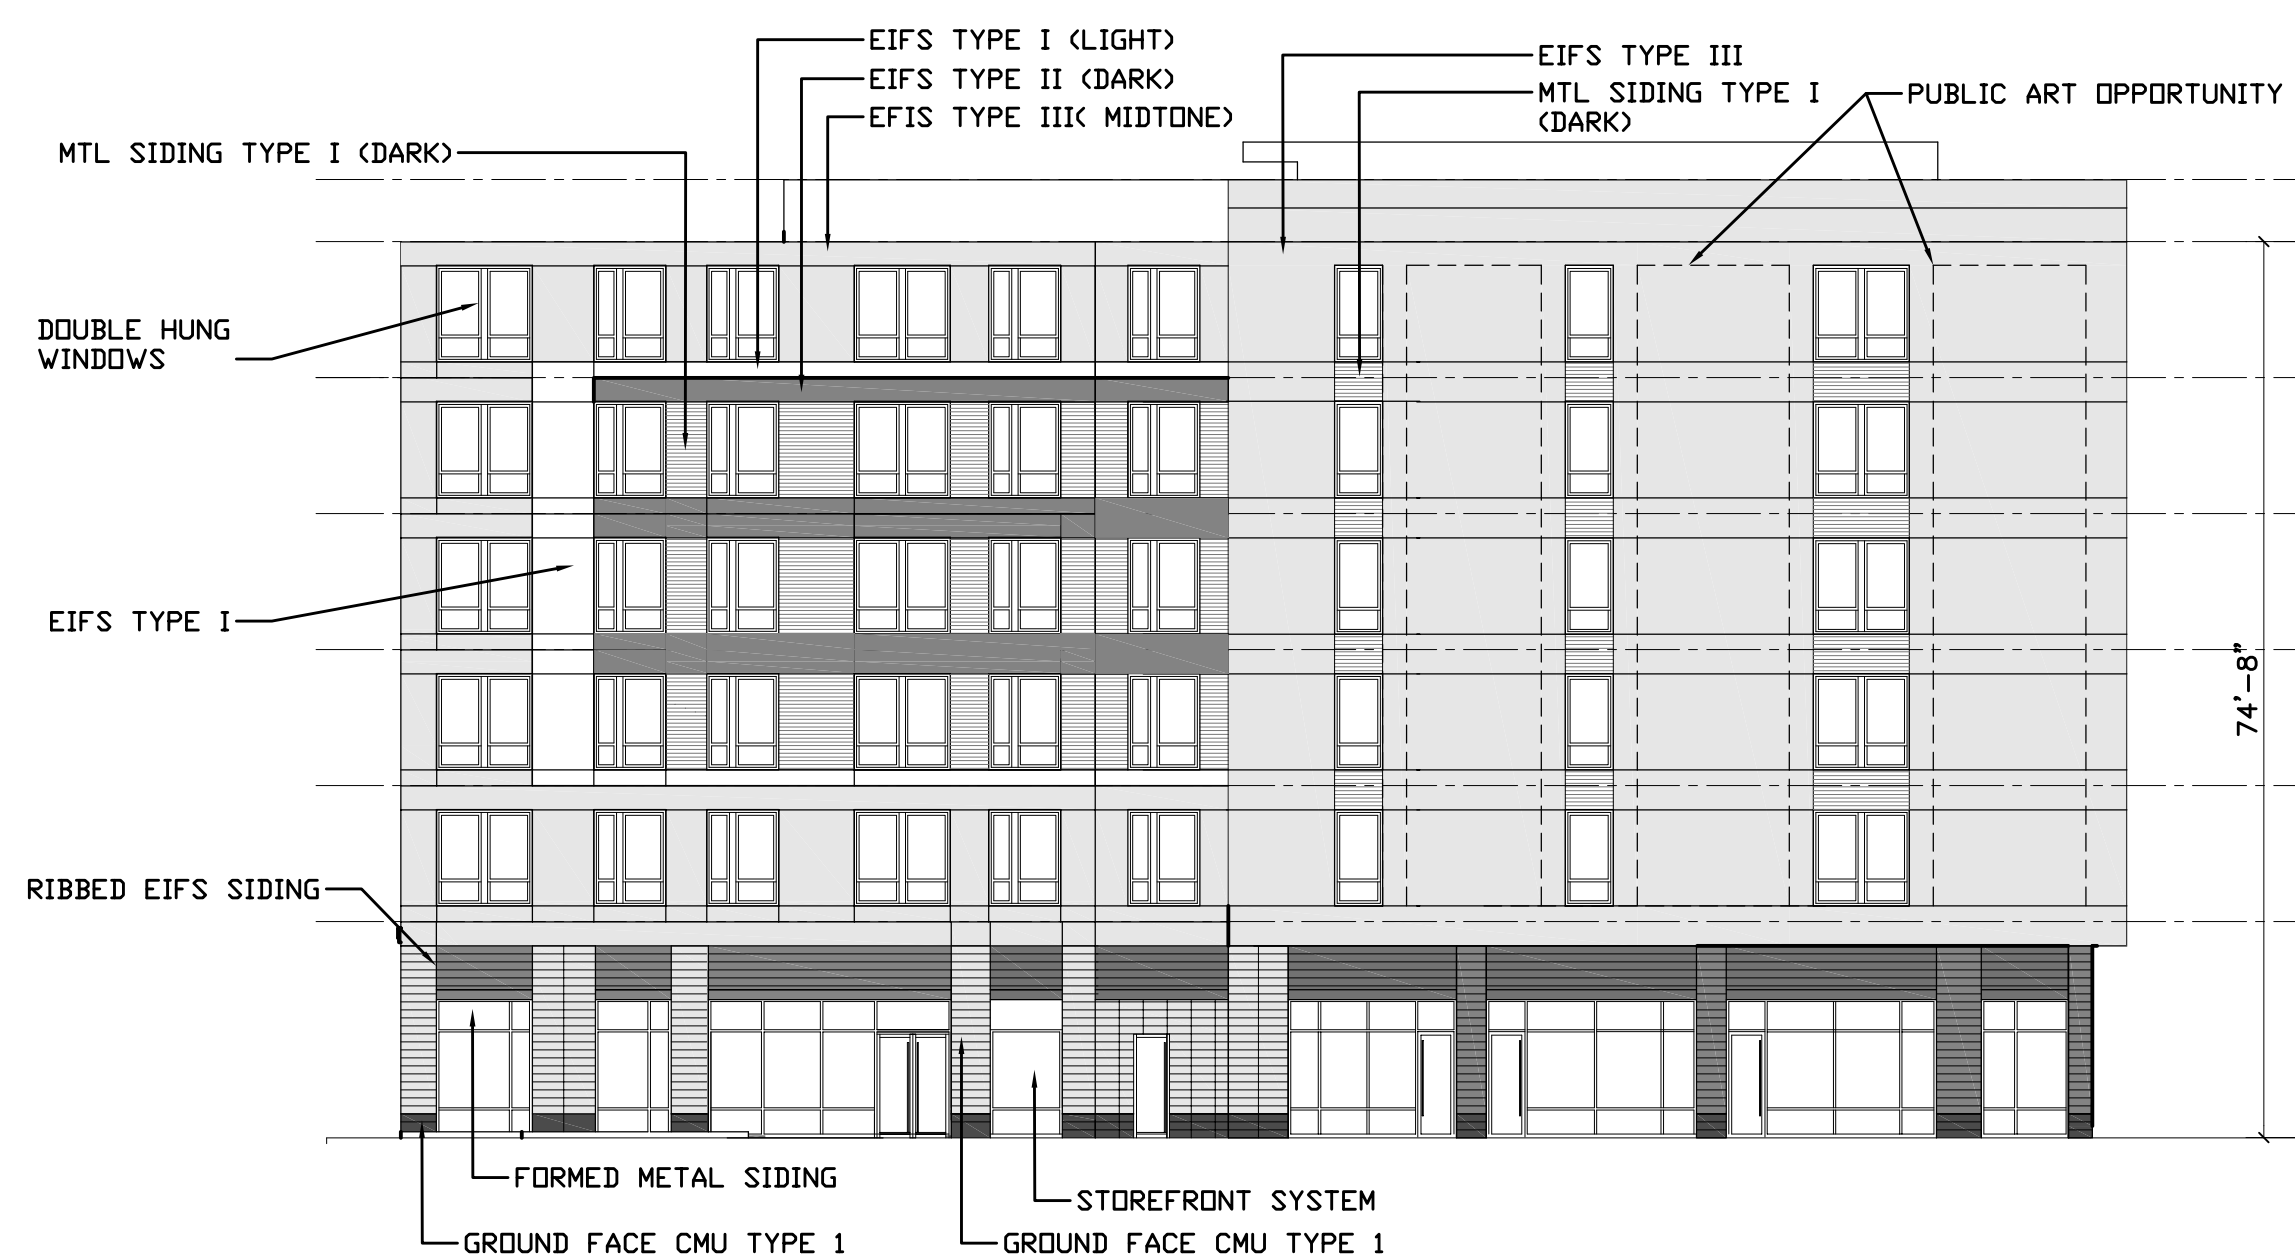 EIFS TYPE I (LIGHT)
EIFS TYPE II (DARK)
EFIS TYPE III( MIDTONE)
EIFS TYPE III
MTL SIDING TYPE I
(DARK)
PUBLIC ART OPPORTUNITY
MTL SIDING TYPE I (DARK)
DOUBLE HUNG
WINDOWS
EIFS TYPE I
74'-8"
RIBBED EIFS SIDING
FORMED METAL SIDING
STOREFRONT SYSTEM
GROUND FACE CMU TYPE 1
GROUND FACE CMU TYPE 1